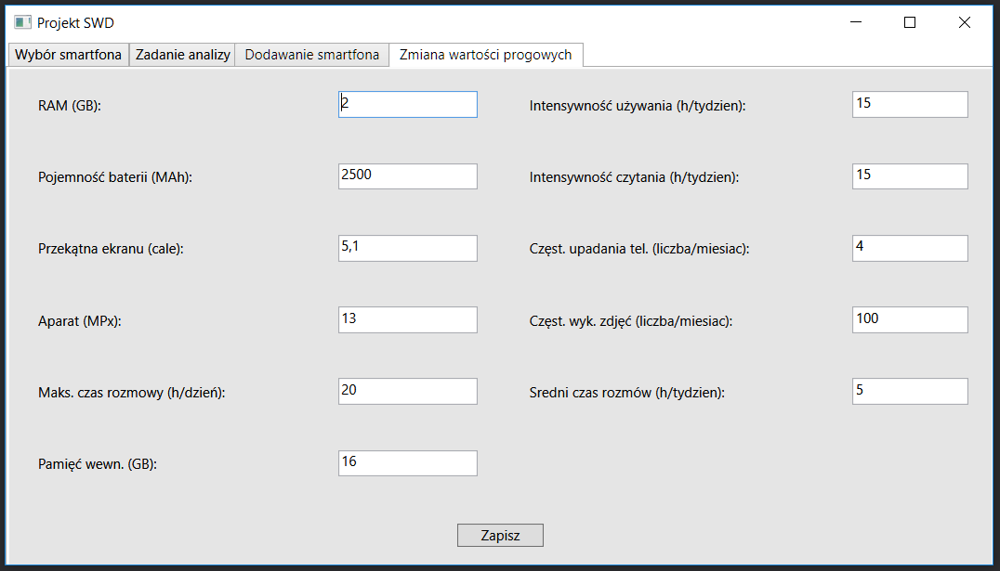 Projekt SWD
Wybór smartfona Zadanie analizy Dodawanie smartfona Zmiana wartości progowych
RAM (GB): 2 Intensywność używania (h/tydzien): 15
Pojemność baterii (MAh): 2500 Intensywność czytania (h/tydzien): 15
Przekątna ekranu (cale): 5,1 Częst. upadania tel. (liczba/miesiac): 4
Aparat (MPx): 13 Częst. wyk. zdjęć (liczba/miesiac): 100
Maks. czas rozmowy (h/dzień): 20 Sredni czas rozmów (h/tydzien): 5
Pamięć wewn. (GB): 16
Zapisz